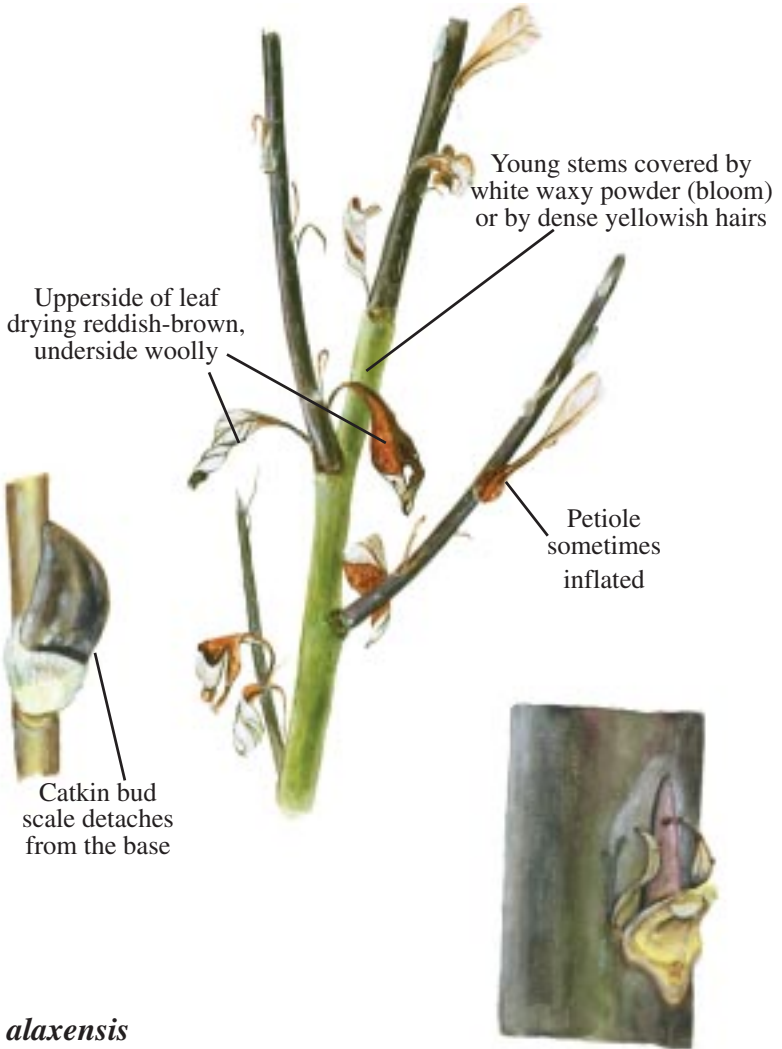 Young stems covered by
white waxy powder (bloom)
or by dense yellowish hairs
Upperside of leaf
drying reddish-brown,
underside woolly
Petiole
sometimes
inflated
Catkin bud
scale detaches
from the base
alaxensis